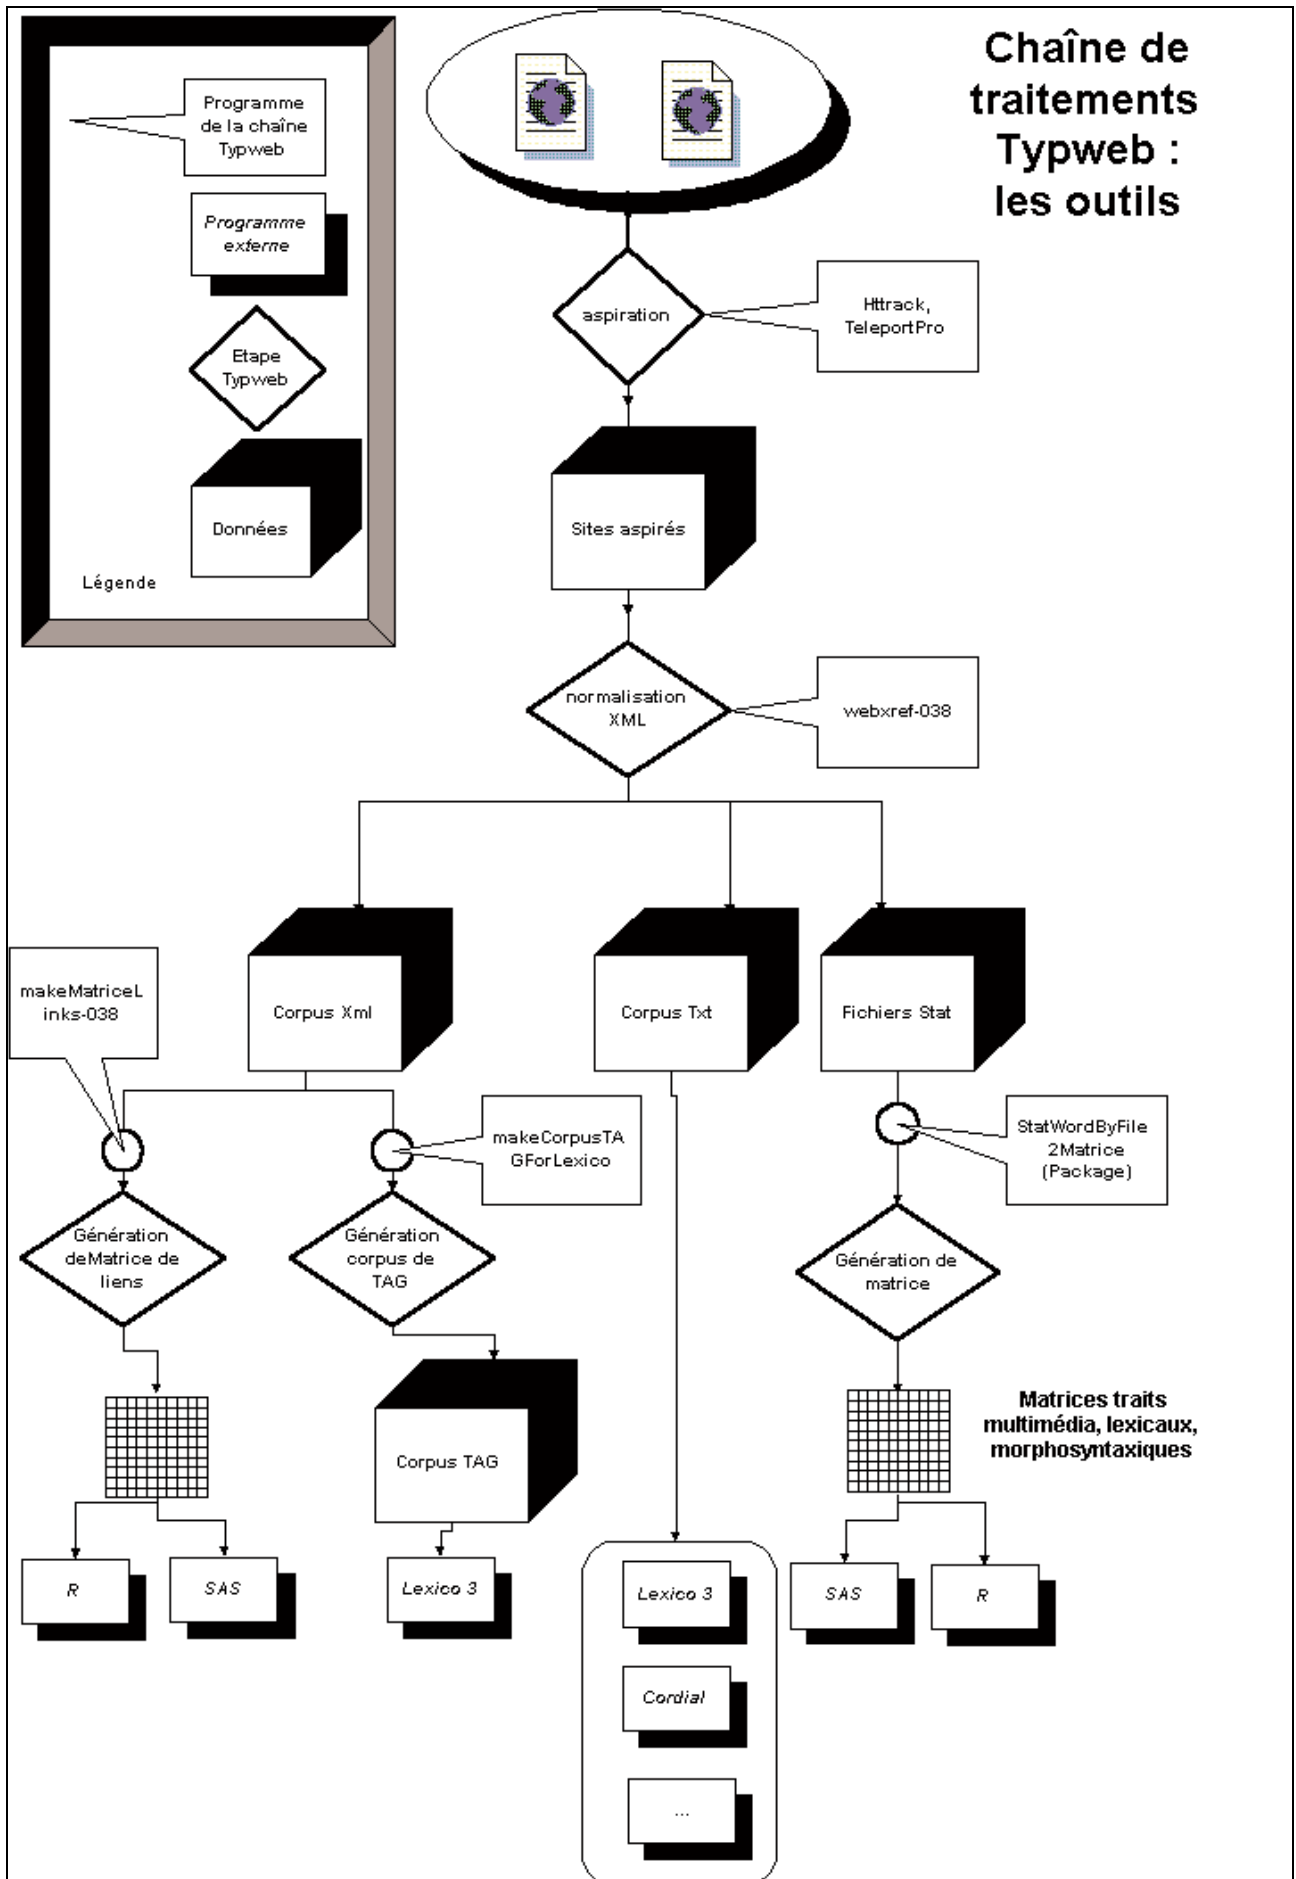 Chaîne de
traitements
Typweb :
les outils
Programme
de la chaîne
Typweb
Programme
externe
Etape
Typweb
Données
Légende
aspiration
Httrack,
TeleportPro
Sites aspirés
normalisation
XML
webxref-038
makeMatriceL
inks-038
Corpus Xml
Corpus Txt
Fichiers Stat
makeCorpusTA
GForLexico
StatWordByFile
2Matrice
(Package)
Génération
deMatrice de
liens
Génération
corpus de
TAG
Génération de
matrice
Corpus TAG
Matrices traits
multimédia, lexicaux,
morphosyntaxiques
R
SAS
Lexico 3
Lexico 3
Cordial
...
SAS
R